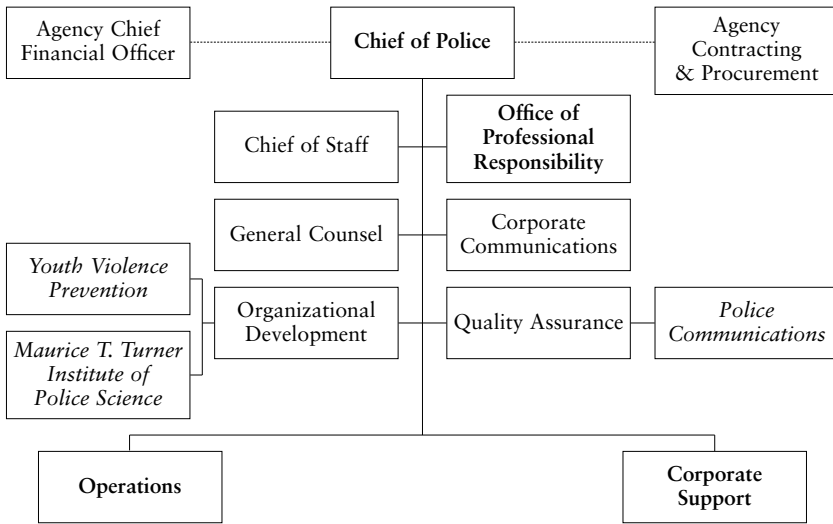 Agency Chief
Financial Officer
Chief of Police
Agency
Contracting
& Procurement
Chief of Staff
Office of
Professional
Responsibility
General Counsel
Corporate
Communications
Youth Violence
Prevention
Organizational
Development
Quality Assurance
Police
Communications
Maurice T. Turner
Institute of
Police Science
Operations
Corporate
Support